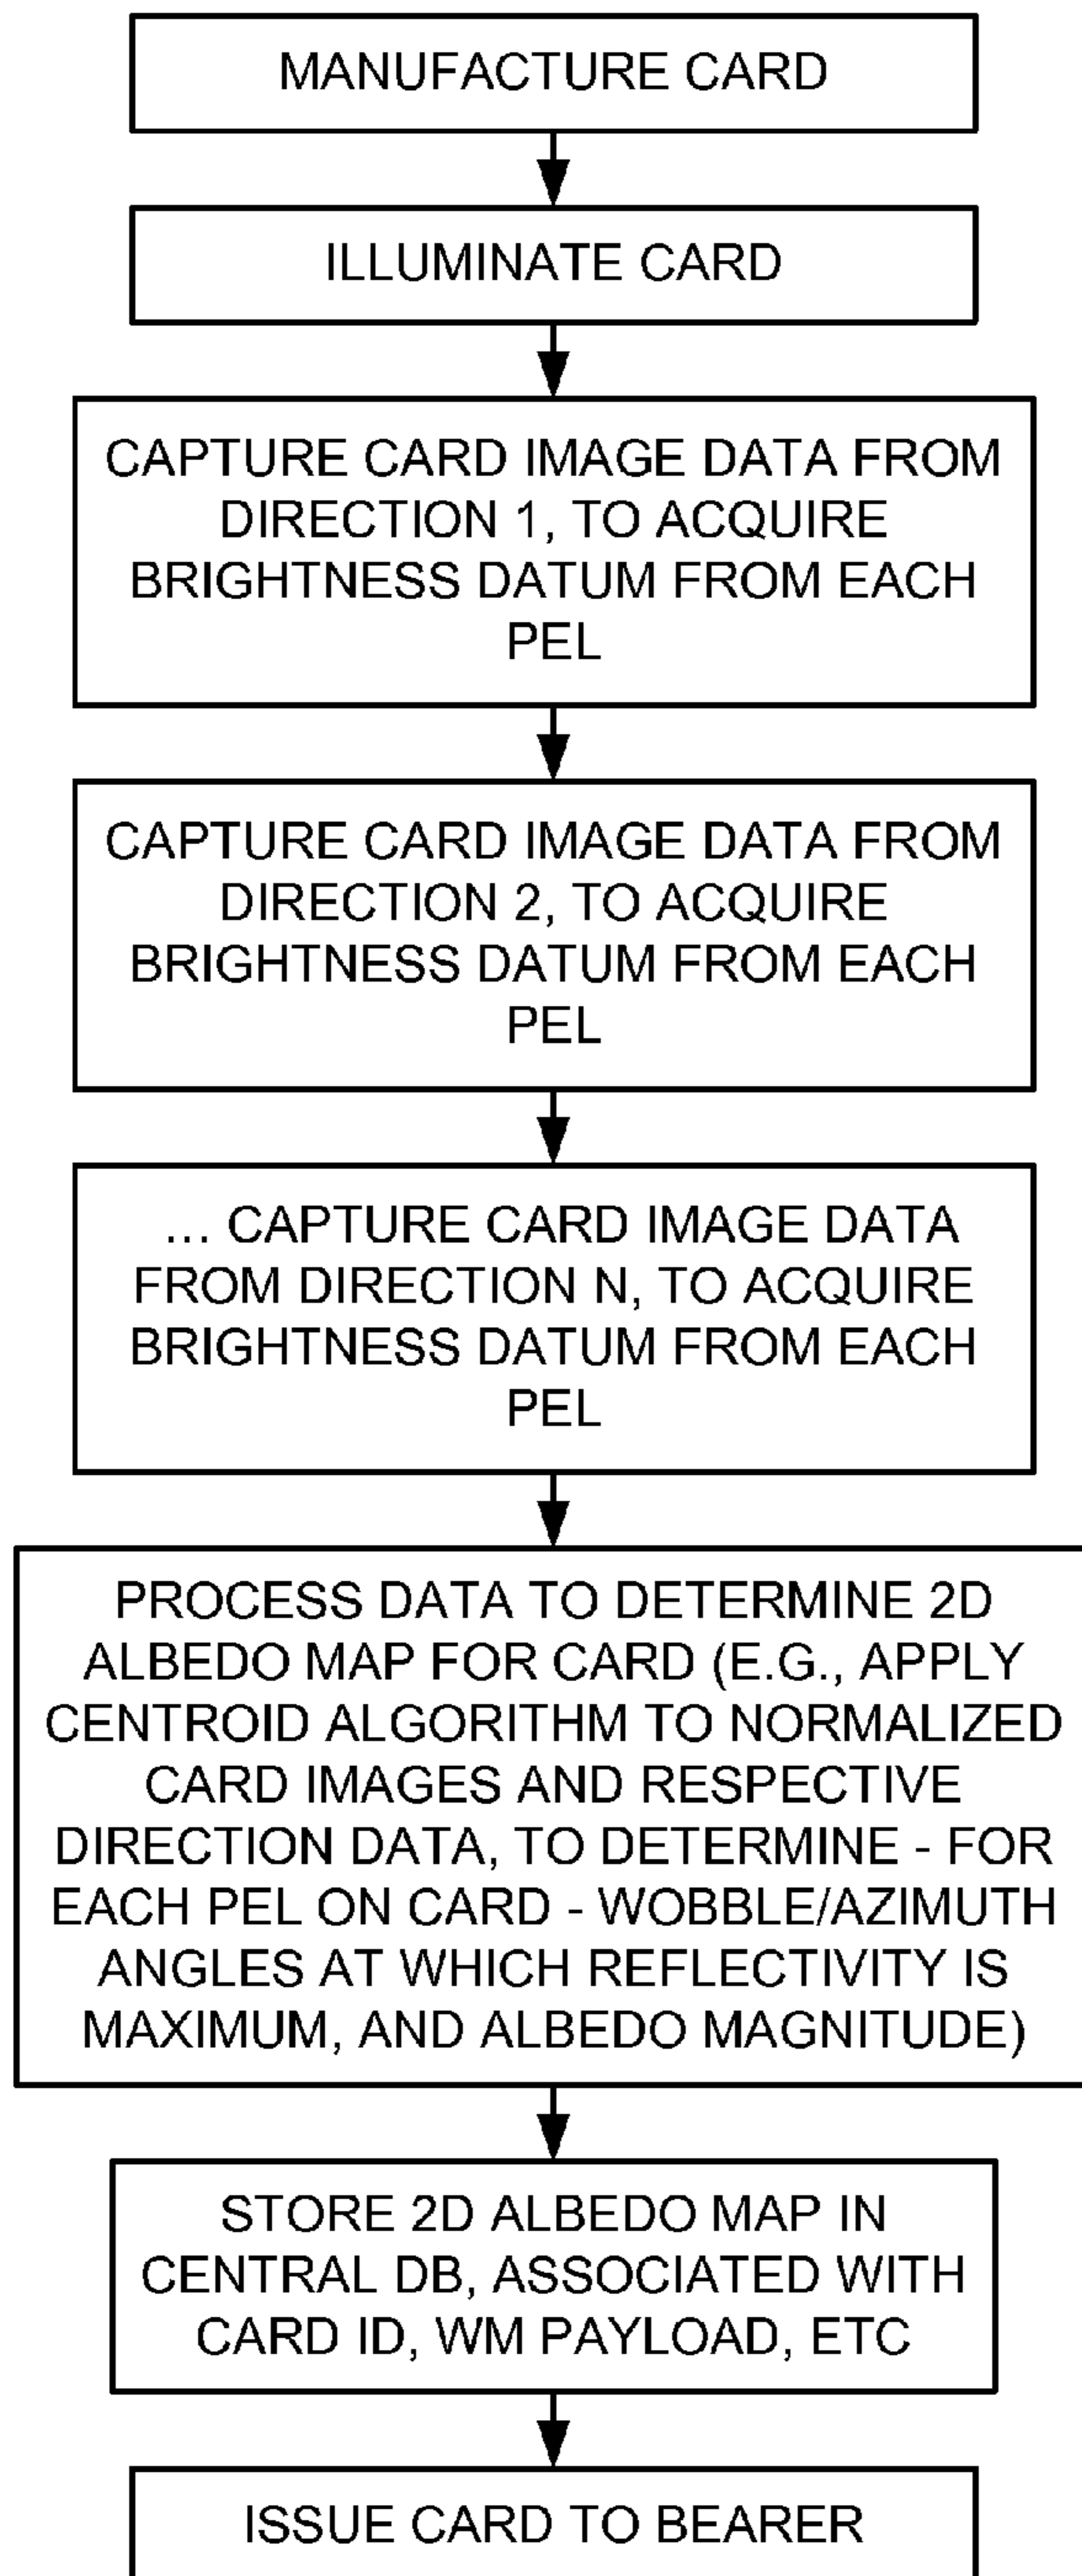 MANUFACTURE CARD
ILLUMINATE CARD
CAPTURE CARD IMAGE DATA FROM
DIRECTION 1, TO ACQUIRE
BRIGHTNESS DATUM FROM EACH
PEL
CAPTURE CARD IMAGE DATA FROM
DIRECTION 2, TO ACQUIRE
BRIGHTNESS DATUM FROM EACH
PEL
... CAPTURE CARD IMAGE DATA
FROM DIRECTION N, TO ACQUIRE
BRIGHTNESS DATUM FROM EACH
PEL
PROCESS DATA TO DETERMINE 2D
ALBEDO MAP FOR CARD (E.G., APPLY
CENTROID ALGORITHM TO NORMALIZED
CARD IMAGES AND RESPECTIVE
DIRECTION DATA, TO DETERMINE - FOR
EACH PEL ON CARD - WOBBLE/AZIMUTH
ANGLES AT WHICH REFLECTIVITY IS
MAXIMUM, AND ALBEDO MAGNITUDE)
STORE 2D ALBEDO MAP IN
CENTRAL DB, ASSOCIATED WITH
CARD ID, WM PAYLOAD, ETC
ISSUE CARD TO BEARER